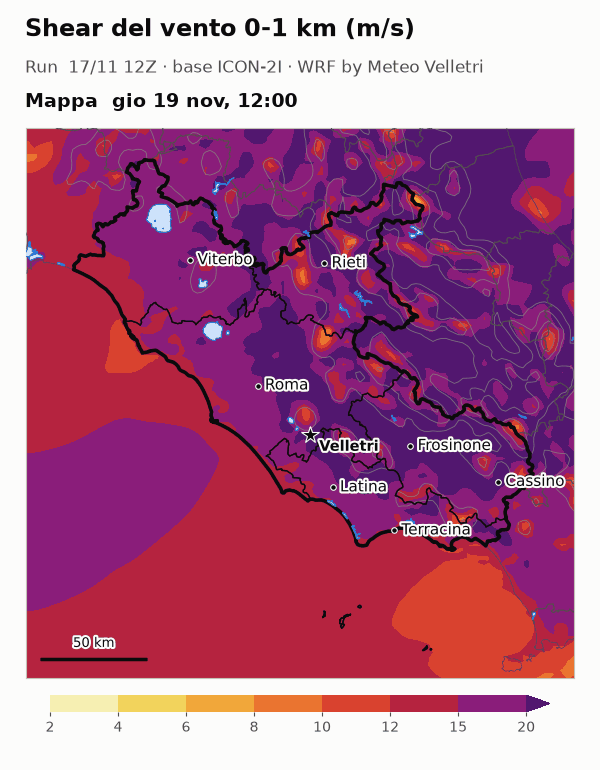 Shear del vento 0-1 km (m/s)
Run  17/11 12Z · base ICON-2I · WRF by Meteo Velletri
Mappa  gio 19 nov, 12:00
Viterbo
Rieti
Roma
Velletri
Frosinone
Cassino
Latina
Terracina
50 km
2 4 6 8 10 12 15 20